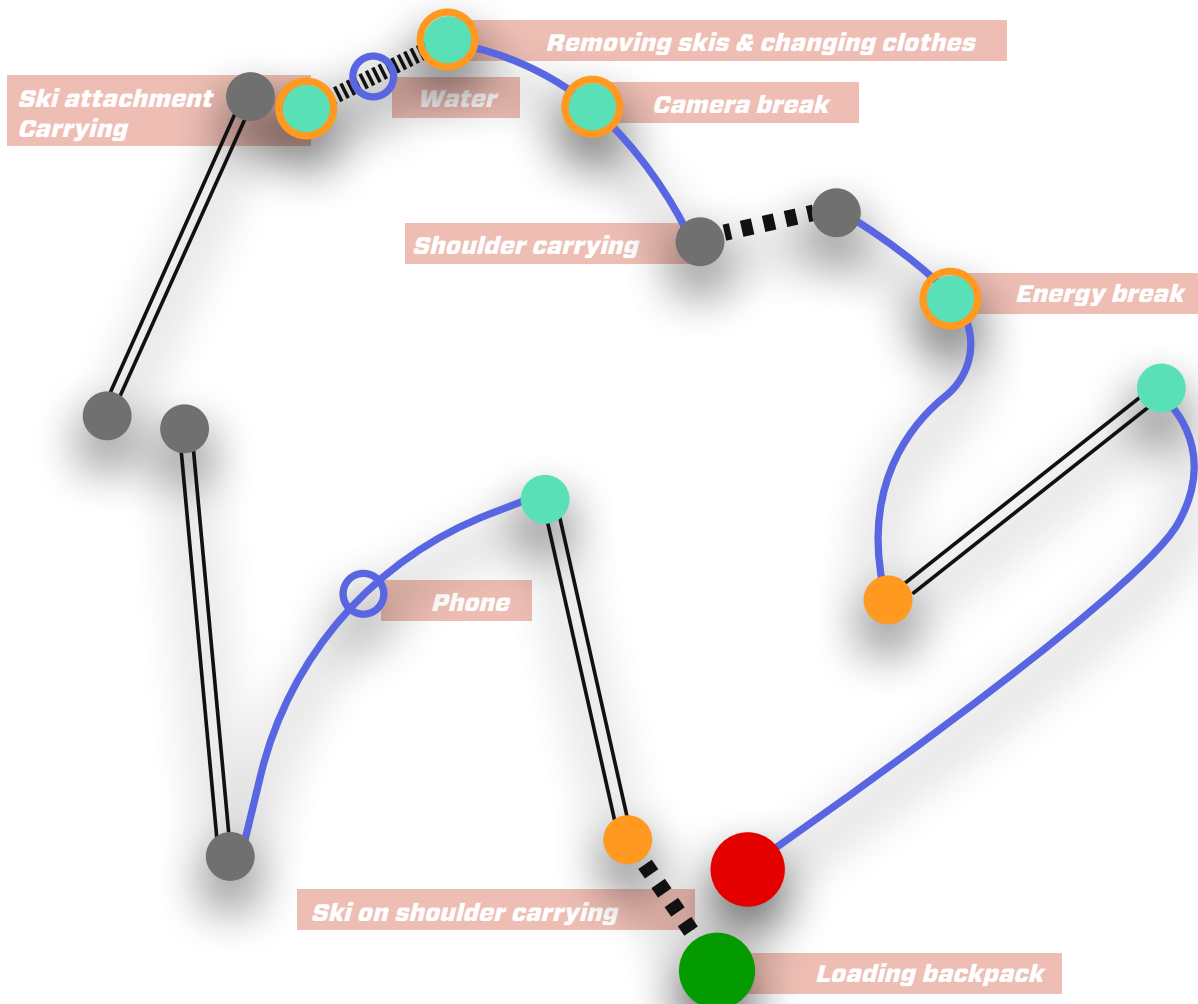 Removing skis & changing clothes
Ski attachment
Carrying
Water
Camera break
Shoulder carrying
Energy break
Phone
Ski on shoulder carrying
Loading backpack